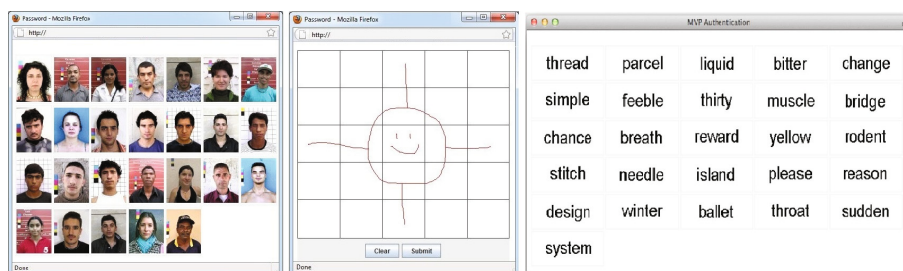 Password - Mozilla Firefox
http://
Done
Password - Mozilla Firefox
http://
Clear Submit
Done
MVP Authentication
thread parcel liquid bitter change
simple feeble thirty muscle bridge
chance breath reward yellow rodent
stitch needle island please reason
design winter ballet throat sudden
system